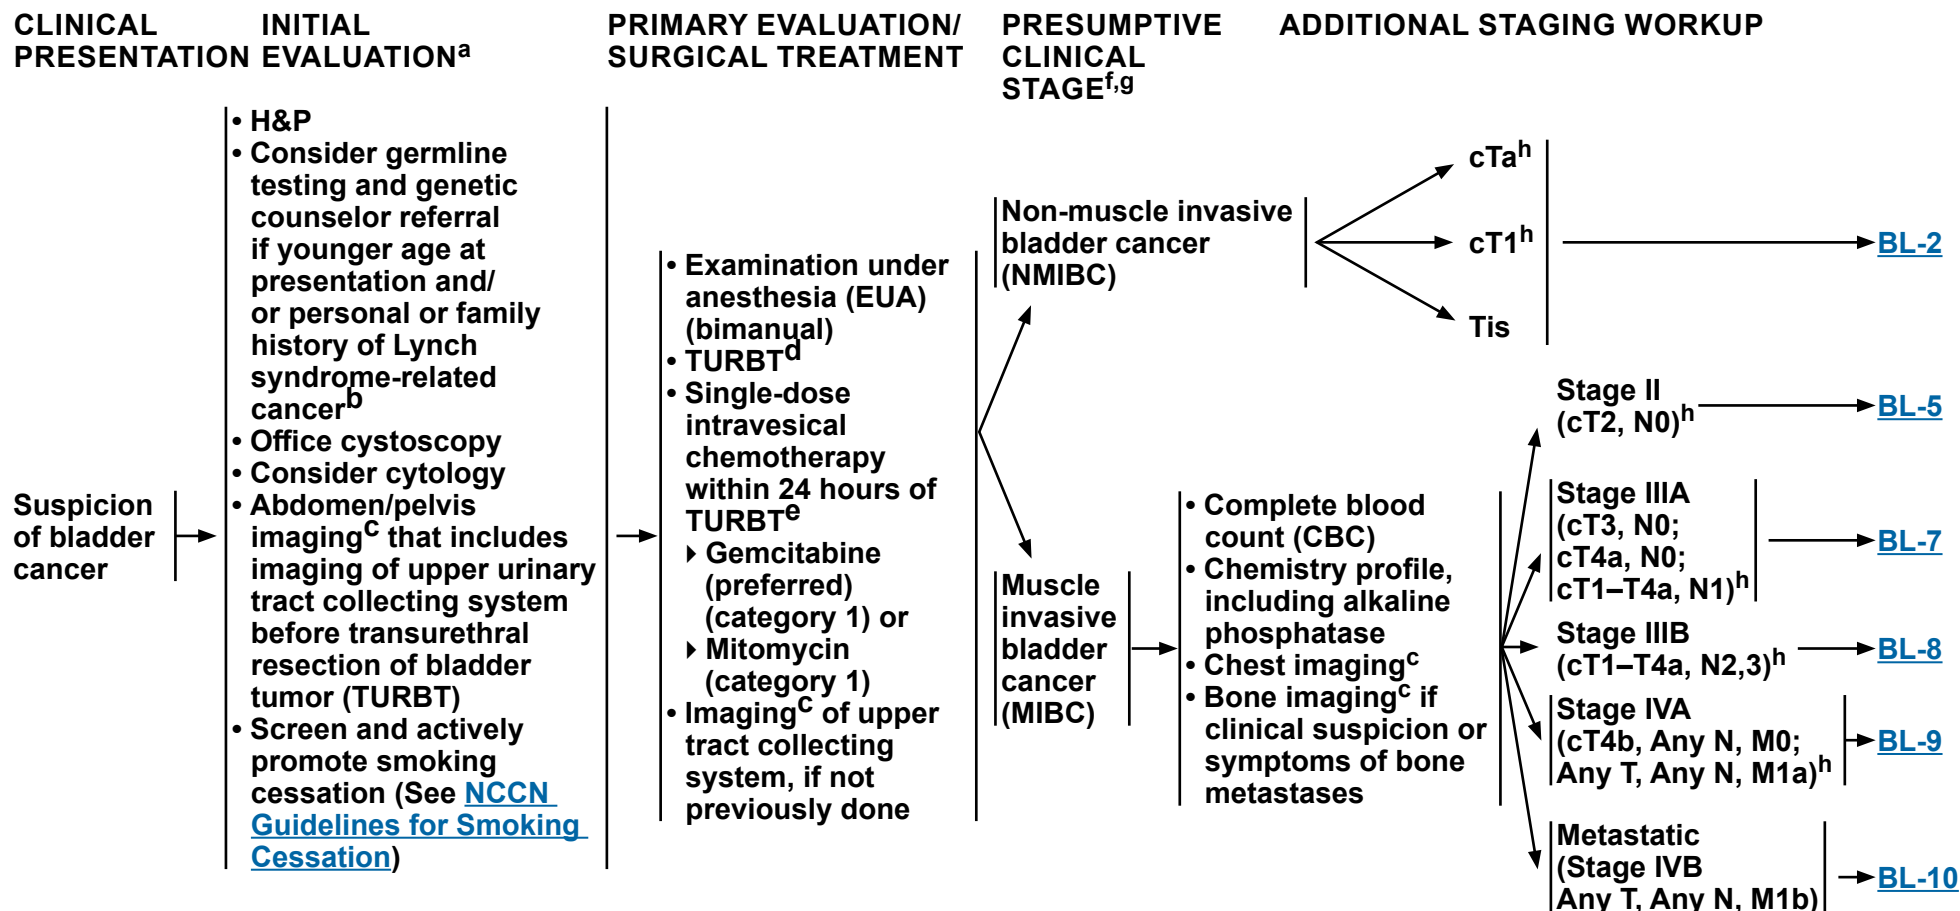 CLINICAL
PRESENTATION
INITIAL
EVALUATIONa
PRIMARY EVALUATION/
SURGICAL TREATMENT
PRESUMPTIVE
CLINICAL
STAGEf,g
ADDITIONAL STAGING WORKUP
Suspicion
of bladder
cancer
• H&P
• Consider germline
testing and genetic
counselor referral
if younger age at
presentation and/
or personal or family
history of Lynch
syndrome-related
cancerb
• Office cystoscopy
• Consider cytology
• Abdomen/pelvis
imagingc that includes
imaging of upper urinary
tract collecting system
before transurethral
resection of bladder
tumor (TURBT)
• Screen and actively
promote smoking
cessation (See NCCN
Guidelines for Smoking
Cessation)
• Examination under
anesthesia (EUA)
(bimanual)
• TURBTd
• Single-dose
intravesical
chemotherapy
within 24 hours of
TURBTe
Gemcitabine
(preferred)
(category 1) or
Mitomycin
(category 1)
• Imagingc of upper
tract collecting
system, if not
previously done
Non-muscle invasive
bladder cancer
(NMIBC)
cTah
cT1h
Tis
BL-2
Muscle
invasive
bladder
cancer
(MIBC)
• Complete blood
count (CBC)
• Chemistry profile,
including alkaline
phosphatase
• Chest imagingc
• Bone imagingc if
clinical suspicion or
symptoms of bone
metastases
Stage II
(cT2, N0)h
BL-5
Stage IIIA
(cT3, N0;
cT4a, N0;
cT1–T4a, N1)h
BL-7
Stage IIIB
(cT1–T4a, N2,3)h
BL-8
Stage IVA
(cT4b, Any N, M0;
Any T, Any N, M1a)h
BL-9
Metastatic
(Stage IVB
Any T, Any N, M1b)
BL-10